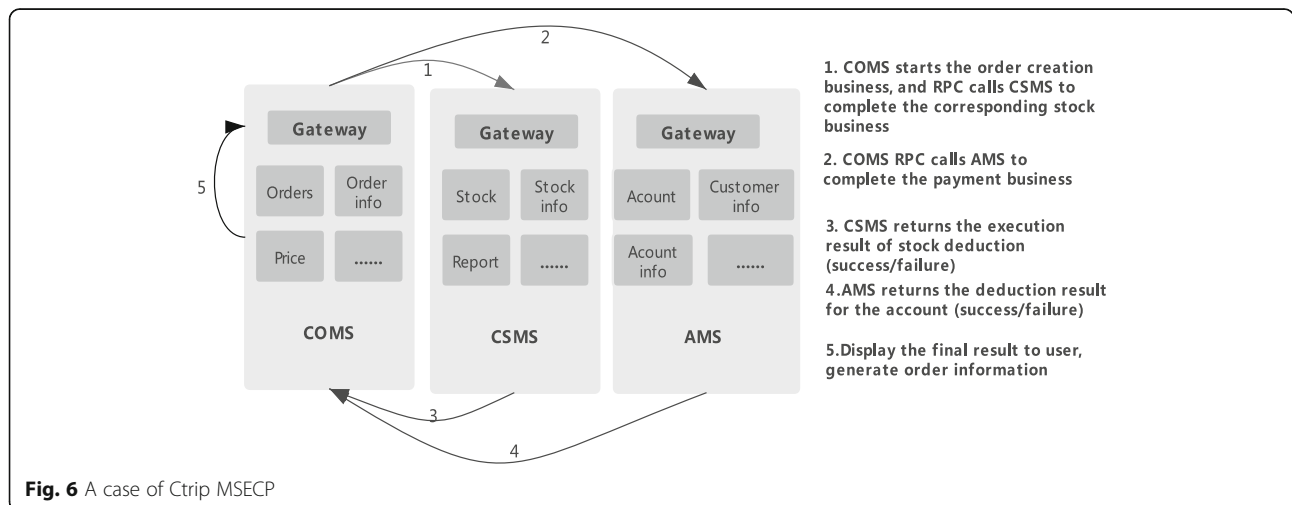 2
1
Gateway
Gateway
Gateway
5
Orders
Order
info
Stock
Stock
info
Acount
Customer
info
Price
......
Report
......
Acount
info
......
COMS
CSMS
AMS
3
4
1. COMS starts the order creation
business, and RPC calls CSMS to
complete the corresponding stock
business
2. COMS RPC calls AMS to
complete the payment business
3. CSMS returns the execution
result of stock deduction
(success/failure)
4.AMS returns the deduction result
for the account (success/failure)
5.Display the final result to user,
generate order information
Fig. 6 A case of Ctrip MSECP